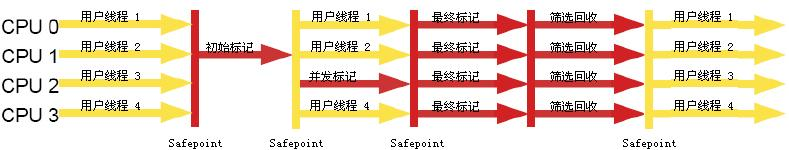 CPU 0 用户线程 1 用户线程 1 最终标记 筛选回收 用户线程 1
初始标记
CPU 1 用户线程 2 用户线程 2 最终标记 筛选回收 用户线程 2
CPU 2 用户线程 3 并发标记 最终标记 筛选回收 用户线程 3
CPU 3 用户线程 4 用户线程 4 最终标记 筛选回收 用户线程 4
Safepoint Safepoint Safepoint Safepoint